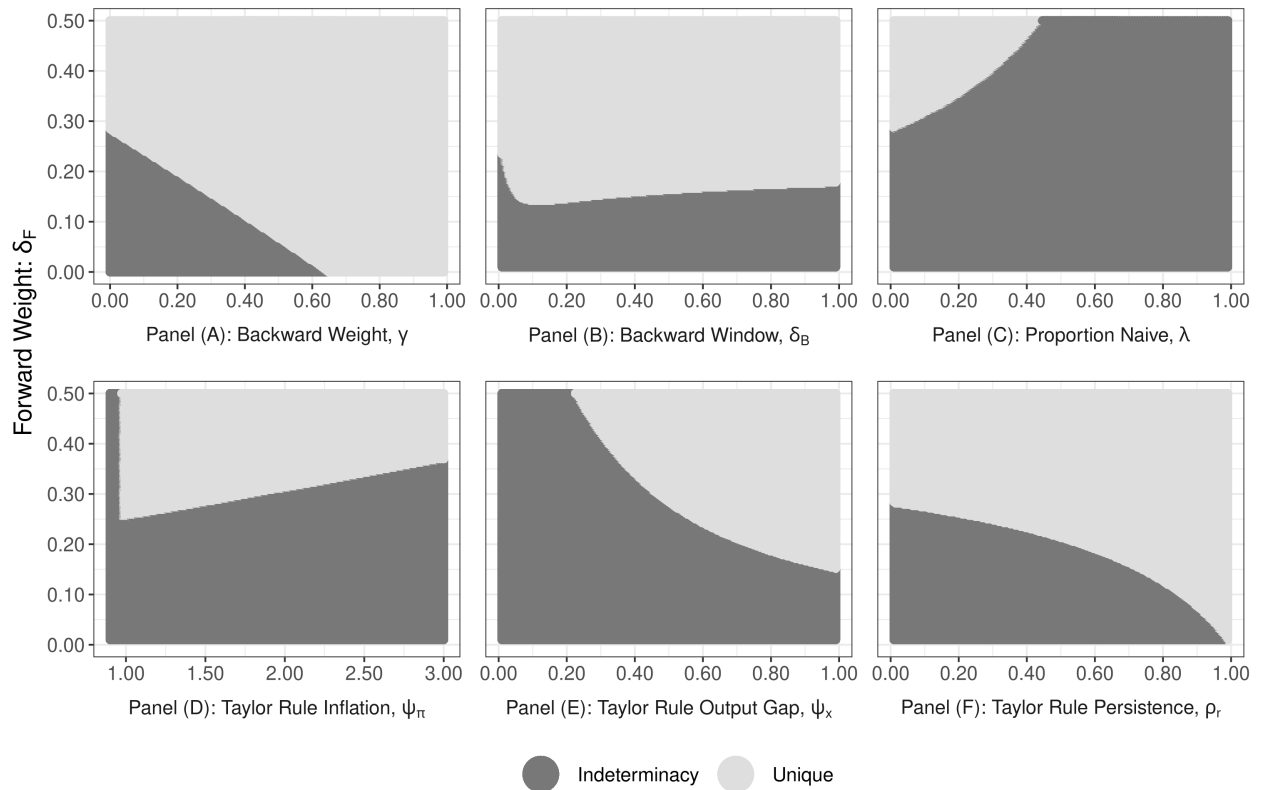 Forward Weight: δF
0.50
0.40
0.30
0.20
0.10
0.00
0.00 0.20 0.40 0.60 0.80 1.00
Panel (A): Backward Weight, γ
0.00 0.20 0.40 0.60 0.80 1.00
Panel (B): Backward Window, δB
0.00 0.20 0.40 0.60 0.80 1.00
Panel (C): Proportion Naive, λ
0.50
0.40
0.30
0.20
0.10
0.00
1.00 1.50 2.00 2.50 3.00
Panel (D): Taylor Rule Inflation, ψπ
0.00 0.20 0.40 0.60 0.80 1.00
Panel (E): Taylor Rule Output Gap, ψx
0.00 0.20 0.40 0.60 0.80 1.00
Panel (F): Taylor Rule Persistence, ρr
Indeterminacy Unique